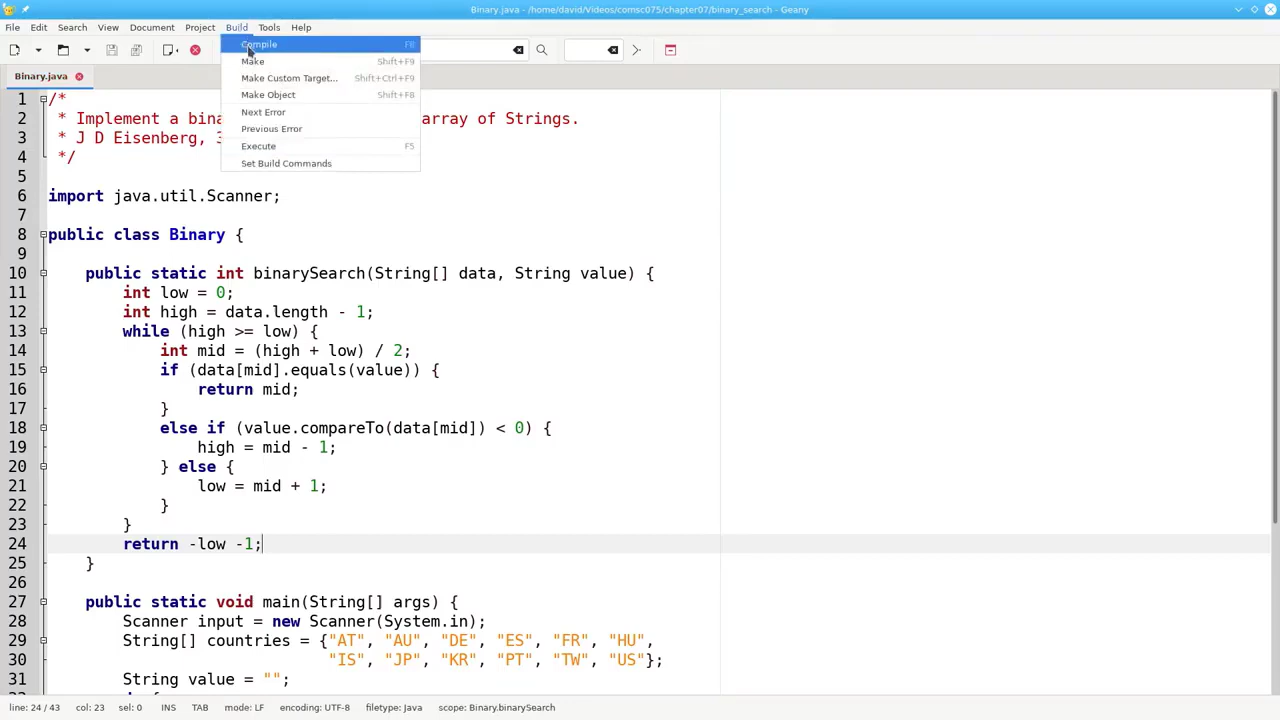 Binary.java - /home/david/Videos/comsc075/chapter07/binary_search - Geany
File Edit Search View Document Project Build Tools Help
Compile F8
Make Shift+F9
Make Custom Target... Shift+Ctrl+F9
Make Object Shift+F8
Next Error
Previous Error
Execute F5
Set Build Commands
Binary.java
1 /*
2 * Implement a bina array of Strings.
3 * J D Eisenberg, 3
4 */
5
6 import java.util.Scanner;
7
8 public class Binary {
9
10 public static int binarySearch(String[] data, String value) {
11 int low = 0;
12 int high = data.length - 1;
13 while (high >= low) {
14 int mid = (high + low) / 2;
15 if (data[mid].equals(value)) {
16 return mid;
17 }
18 else if (value.compareTo(data[mid]) < 0) {
19 high = mid - 1;
20 } else {
21 low = mid + 1;
22 }
23 }
24 return -low -1;
25 }
26
27 public static void main(String[] args) {
28 Scanner input = new Scanner(System.in);
29 String[] countries = {"AT", "AU", "DE", "ES", "FR", "HU",
30 "IS", "JP", "KR", "PT", "TW", "US"};
31 String value = "";
line: 24 / 43 col: 23 sel: 0 INS TAB mode: LF encoding: UTF-8 filetype: Java scope: Binary.binarySearch